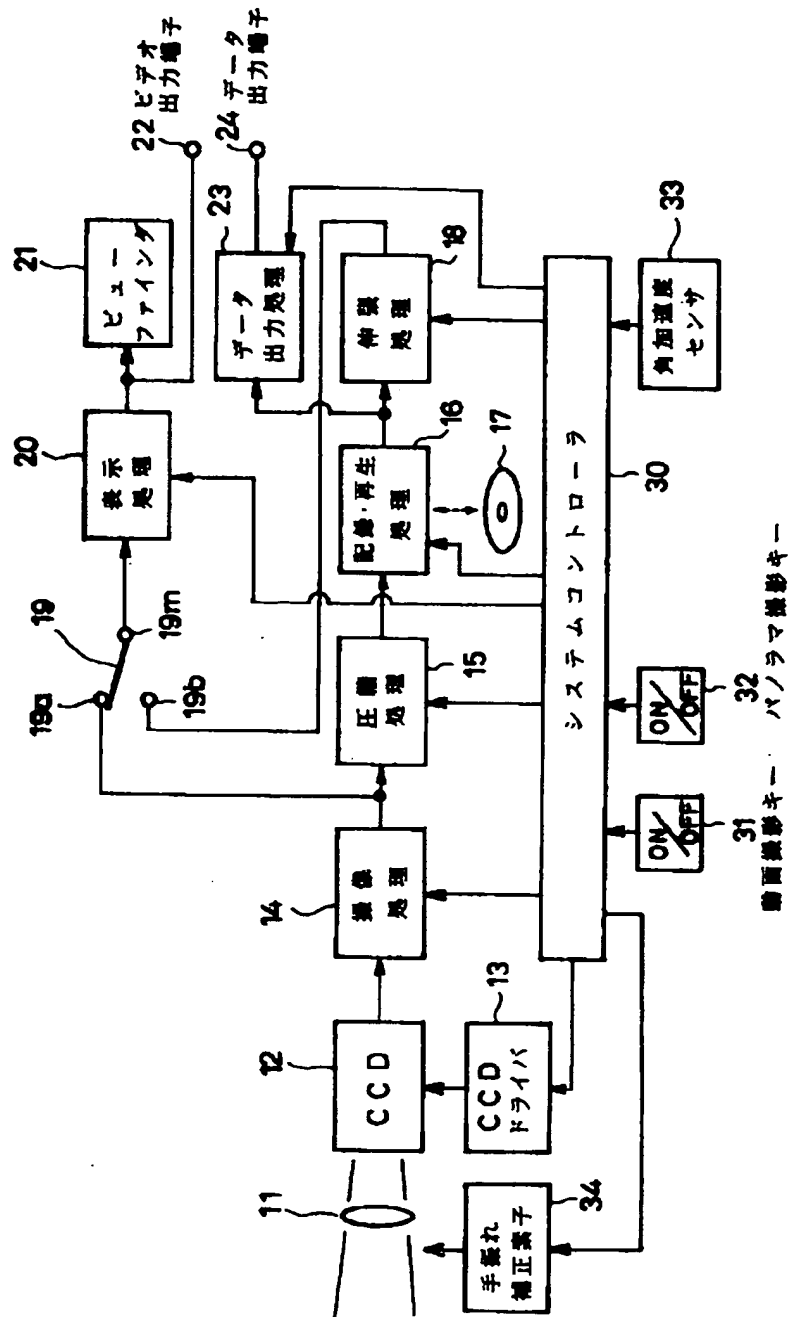 11
12
CCD
13
CCD
ドライバ
14
撮像
処理
15
圧縮
処理
16
記録・再生
処理
17
18
伸張
処理
19
19a
19b
19m
20
表示
処理
21
ビュー
ファインダ
22 ビデオ
出力端子
23
データ
出力処理
24 データ
出力端子
30
システムコントローラ
31
ON/OFF
動画撮影キー
32
ON/OFF
パノラマ撮影キー
33
角加速度
センサ
34
手振れ
補正素子